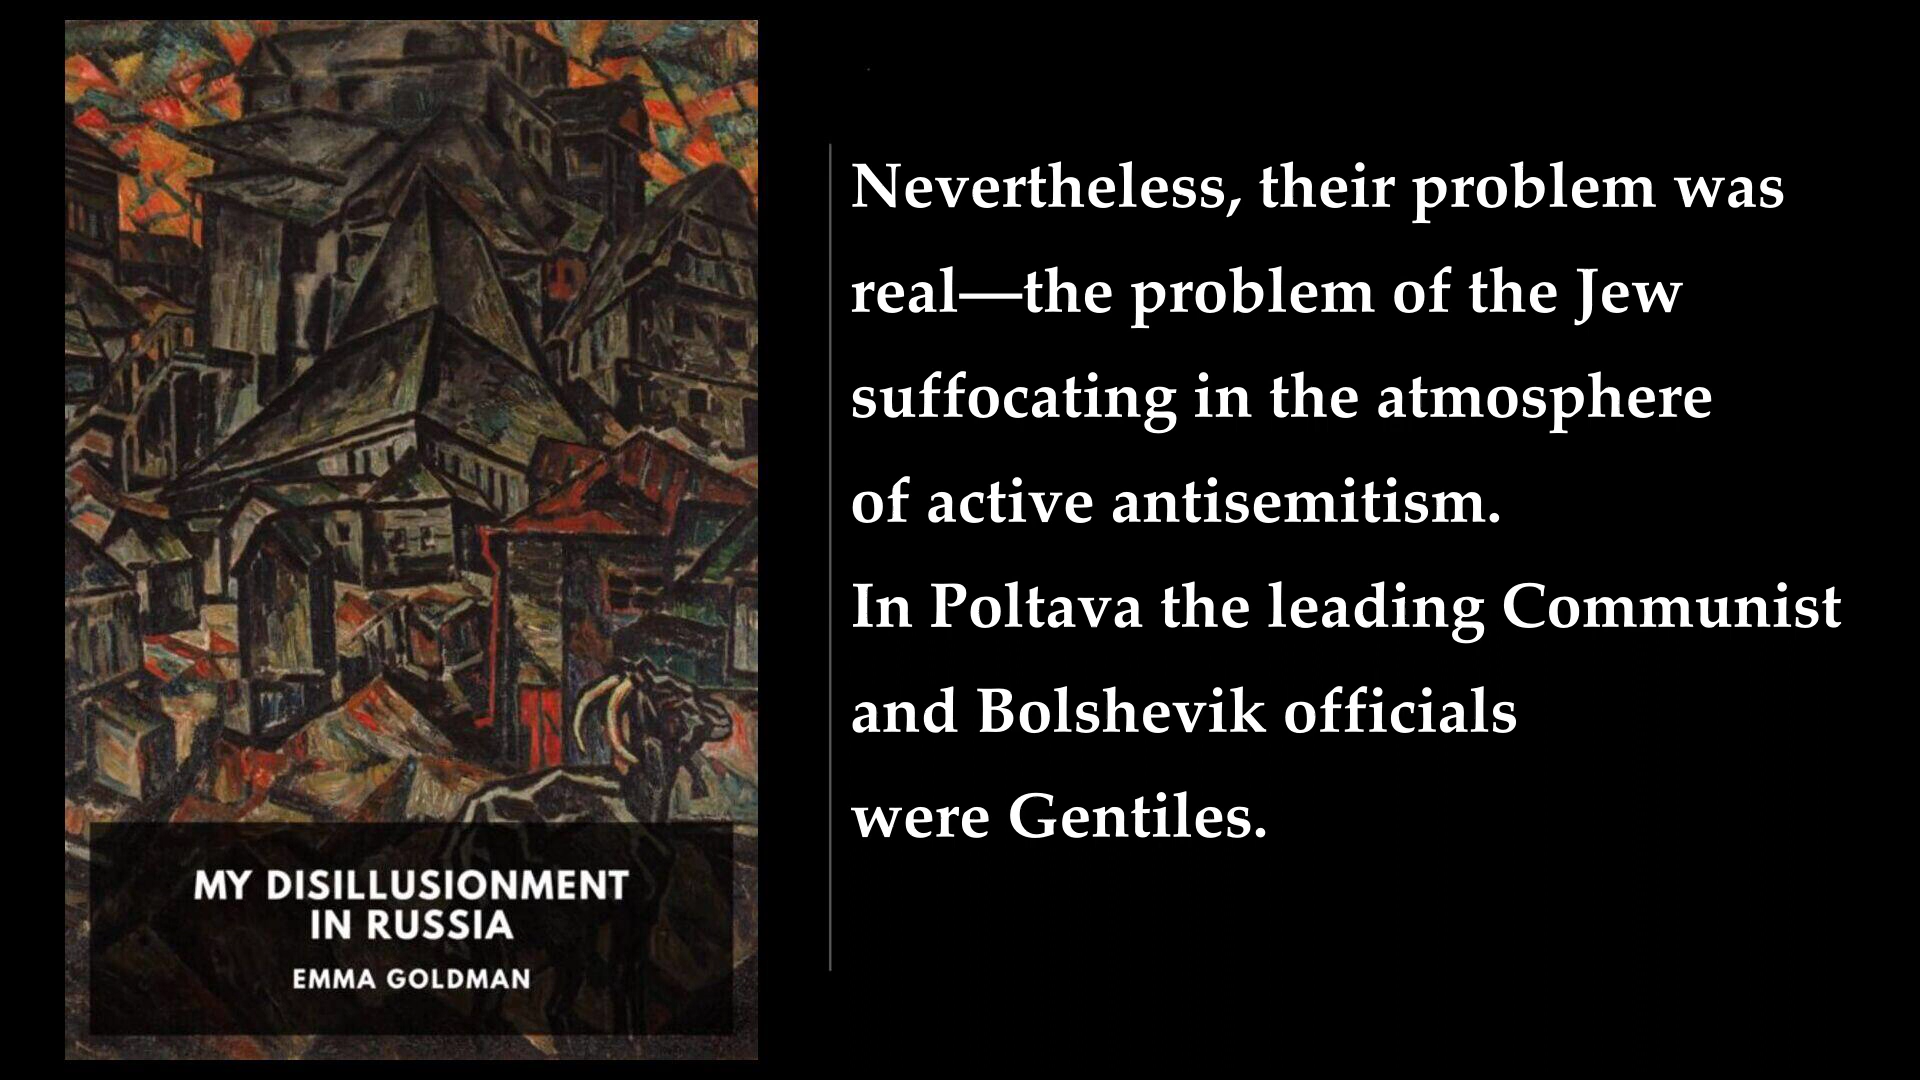 MY DISILLUSIONMENT
IN RUSSIA
EMMA GOLDMAN
Nevertheless, their problem was
real—the problem of the Jew
suffocating in the atmosphere
of active antisemitism.
In Poltava the leading Communist
and Bolshevik officials
were Gentiles.